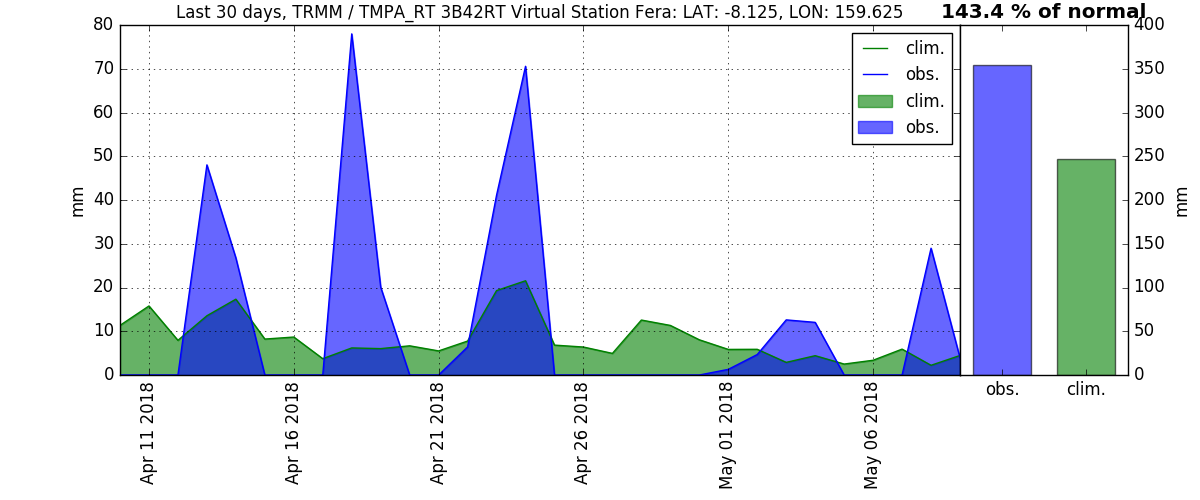 Last 30 days, TRMM / TMPA_RT 3B42RT Virtual Station Fera: LAT: -8.125, LON: 159.625
143.4 % of normal
80
70
60
50
40
30
20
10
0
mm
clim.
obs.
clim.
obs.
Apr 11 2018
Apr 16 2018
Apr 21 2018
Apr 26 2018
May 01 2018
May 06 2018
400
350
300
250
200
150
100
50
0
mm
obs.
clim.